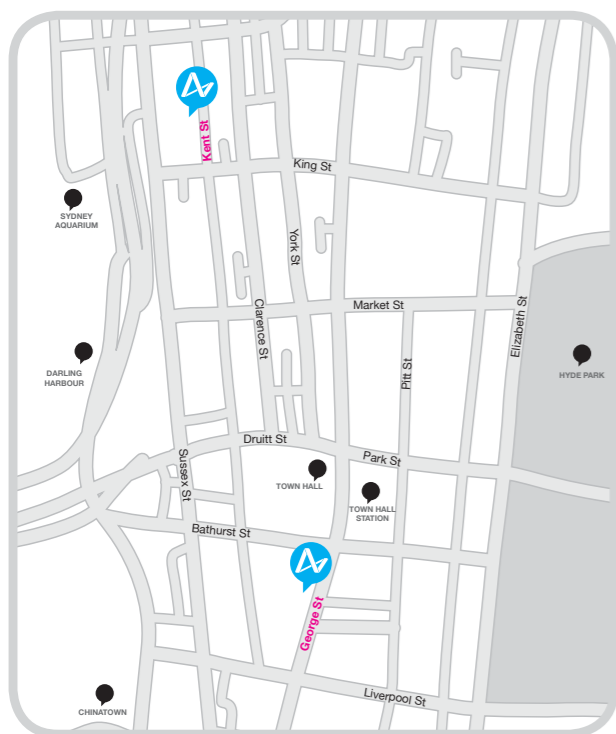 Kent St
King St
SYDNEY
AQUARIUM
York St
Elizabeth St
Market St
Clarence St
Pitt St
DARLING
HARBOUR
HYDE PARK
Druitt St
Park St
Sussex St
TOWN HALL
TOWN HALL
STATION
Bathurst St
George St
Liverpool St
CHINATOWN